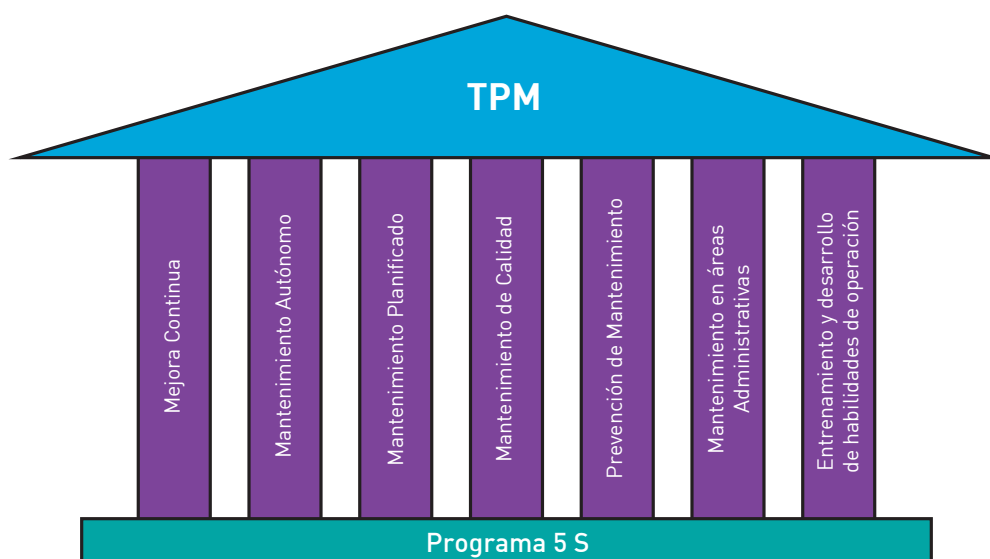 TPM
Mejora Continua
Mantenimiento Autónomo
Mantenimiento Planificado
Mantenimiento de Calidad
Prevención de Mantenimiento
Mantenimiento en áreas
Administrativas
Entrenamiento y desarrollo
de habilidades de operación
Programa 5 S